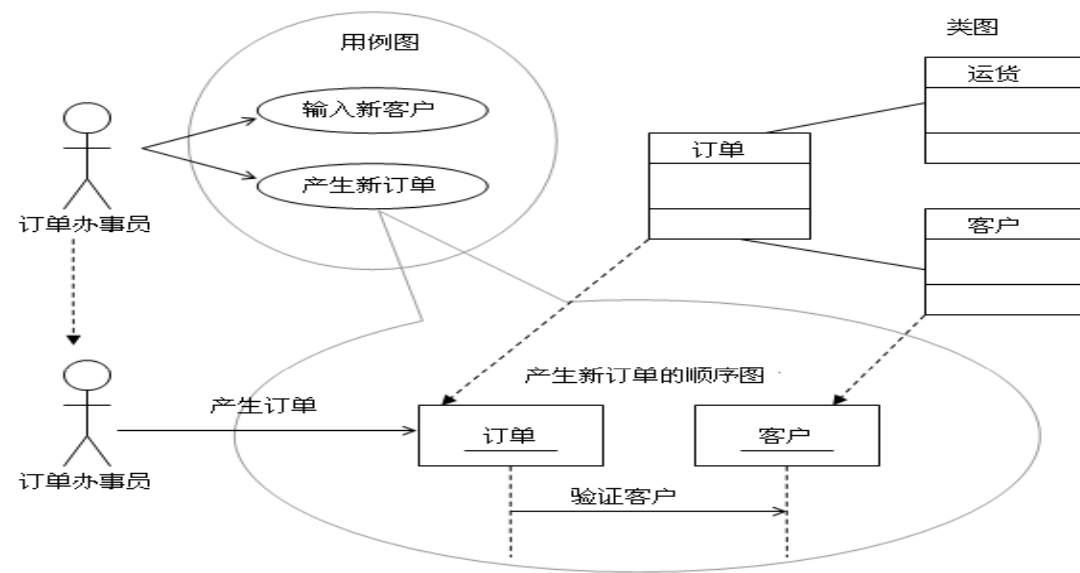 用例图
类图
运货
输入新客户
订单
产生新订单
订单办事员
客户
产生新订单的顺序图
产生订单
订单
客户
订单办事员
验证客户